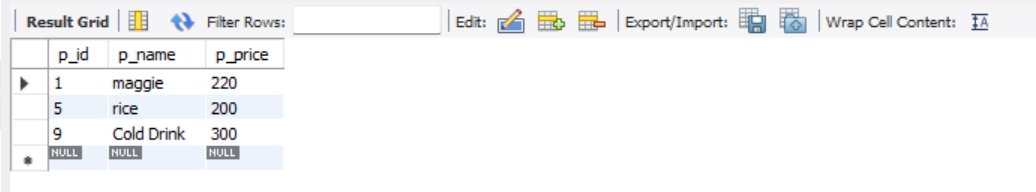 Result Grid Filter Rows: Edit: Export/Import: Wrap Cell Content: IA
p_id p_name p_price
1 maggie 220
5 rice 200
9 Cold Drink 300
NULL NULL NULL